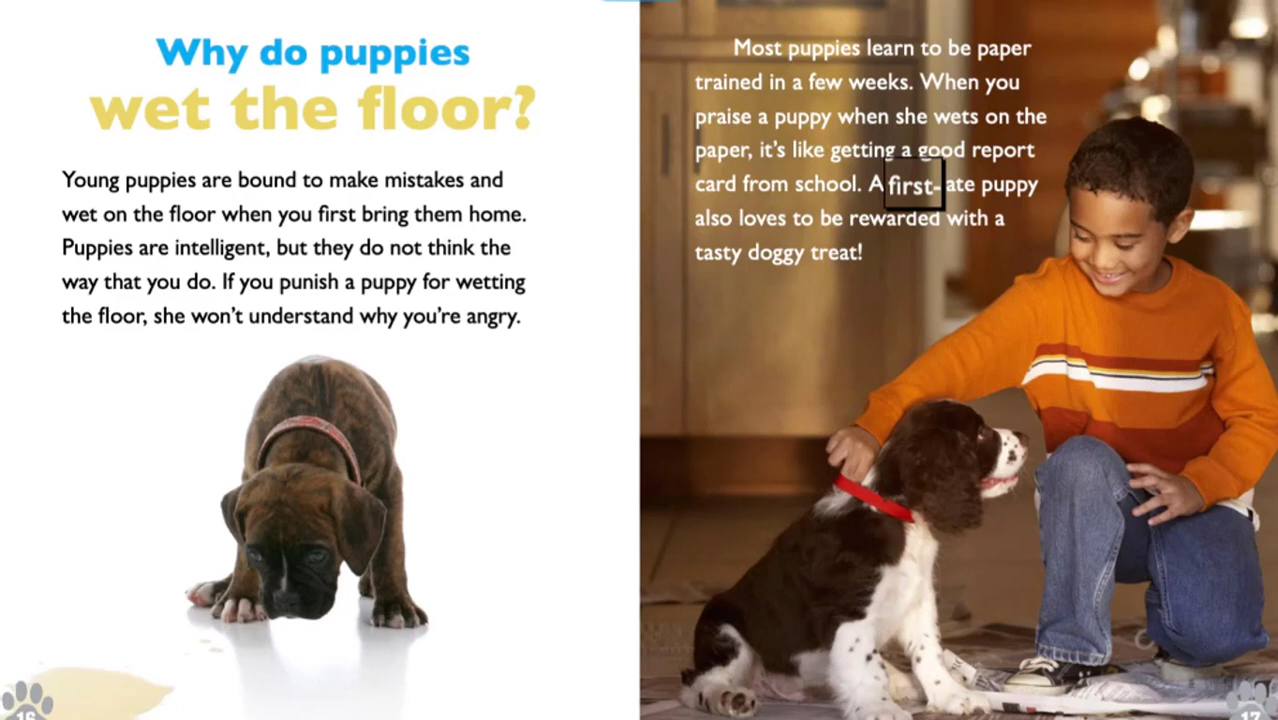 Why do puppies
wet the floor?
Young puppies are bound to make mistakes and
wet on the floor when you first bring them home.
Puppies are intelligent, but they do not think the
way that you do. If you punish a puppy for wetting
the floor, she won't understand why you're angry.
16
Most puppies learn to be paper
trained in a few weeks. When you
praise a puppy when she wets on the
paper, it's like getting a good report
card from school. A first- ate puppy
also loves to be rewarded with a
tasty doggy treat!
17